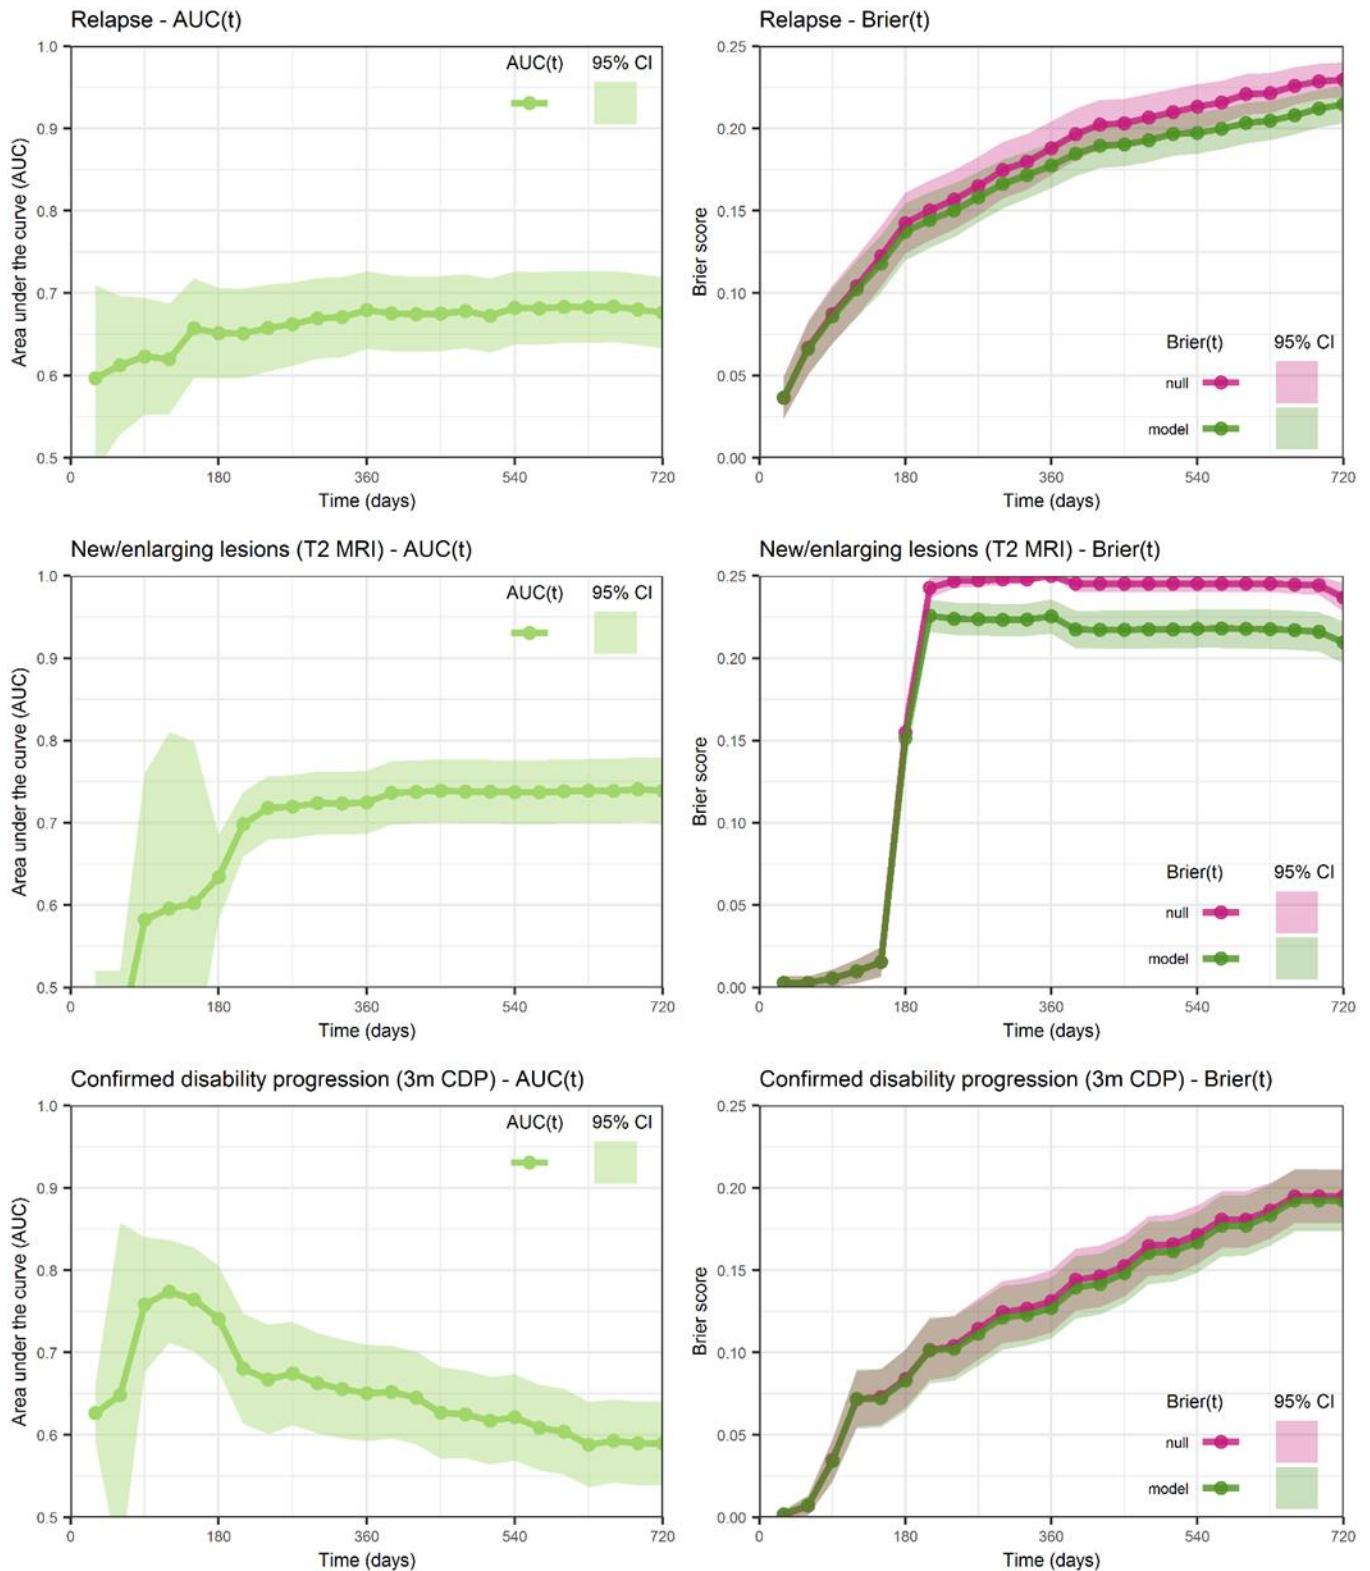 Relapse - AUC(t)
AUC(t) 95% CI
1.0
0.9
0.8
0.7
0.6
0.5
Area under the curve (AUC)
0 180 360 540 720
Time (days)
Relapse - Brier(t)
0.25
0.20
0.15
0.10
0.05
0.00
Brier score
Brier(t) 95% CI
null
model
0 180 360 540 720
Time (days)
New/enlarging lesions (T2 MRI) - AUC(t)
AUC(t) 95% CI
1.0
0.9
0.8
0.7
0.6
0.5
Area under the curve (AUC)
0 180 360 540 720
Time (days)
New/enlarging lesions (T2 MRI) - Brier(t)
0.25
0.20
0.15
0.10
0.05
0.00
Brier score
Brier(t) 95% CI
null
model
0 180 360 540 720
Time (days)
Confirmed disability progression (3m CDP) - AUC(t)
AUC(t) 95% CI
1.0
0.9
0.8
0.7
0.6
0.5
Area under the curve (AUC)
0 180 360 540 720
Time (days)
Confirmed disability progression (3m CDP) - Brier(t)
0.25
0.20
0.15
0.10
0.05
0.00
Brier score
Brier(t) 95% CI
null
model
0 180 360 540 720
Time (days)